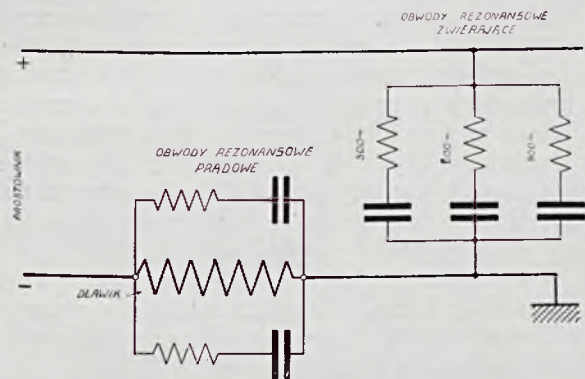 OBWODY REZONANSOWE
ZWIERAJĄCE
+
300~
600~
900~
OBWODY REZONANSOWE
PRĄDOWE
PROSTOWNIK
-
DŁAWIK